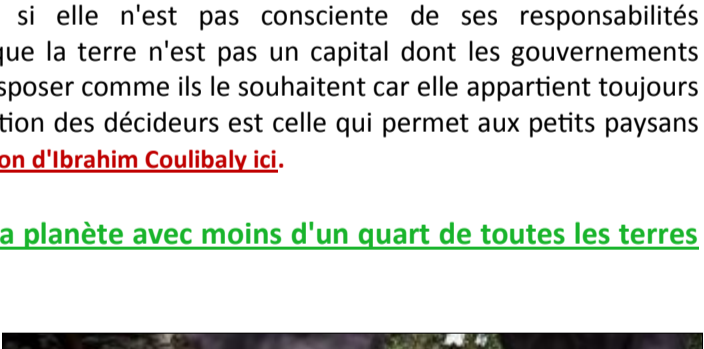 si elle n'est pas consciente de ses responsabilités
que la terre n'est pas un capital dont les gouvernements
sposer comme ils le souhaitent car elle appartient toujours
tion des décideurs est celle qui permet aux petits paysans
on d'Ibrahim Coulibaly ici.
a planète avec moins d'un quart de toutes les terres